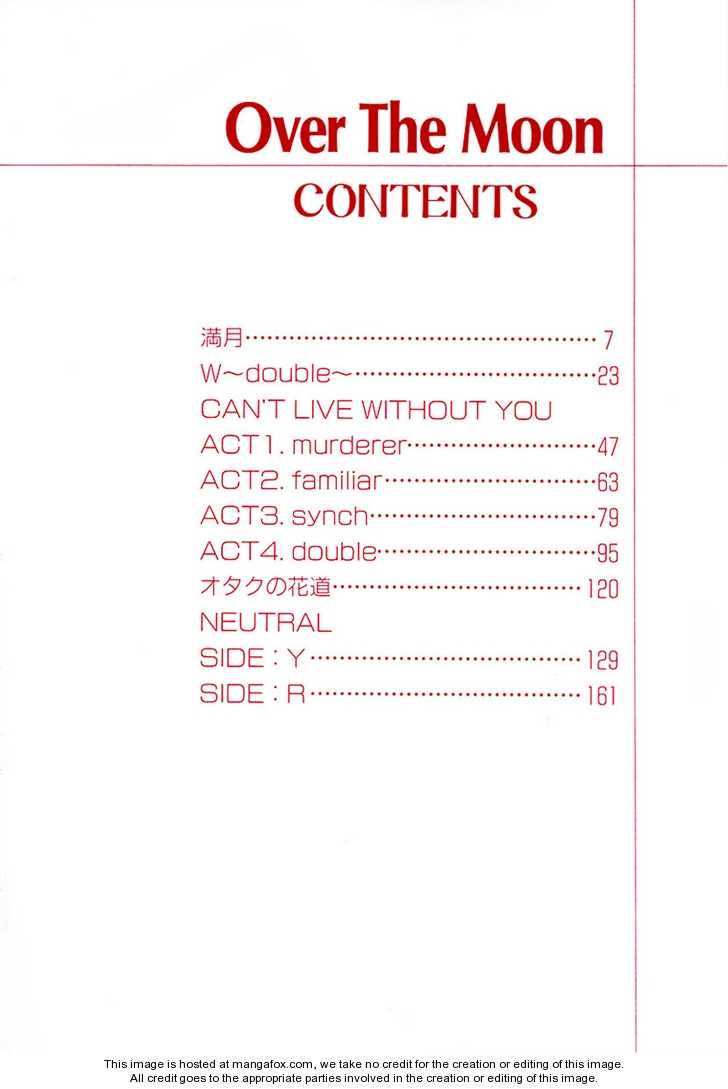 Over The Moon
CONTENTS
満月………………………………………… 7
W～double～……………………………23
CAN'T LIVE WITHOUT YOU
ACT1. murderer………………………47
ACT2. familiar…………………………63
ACT3. synch……………………………79
ACT4. double…………………………95
オタクの花道…………………………… 120
NEUTRAL
SIDE：Y……………………………… 129
SIDE：R……………………………… 161
This image is hosted at mangafox.com, we take no credit for the creation or editing of this image.
All credit goes to the appropriate parties involved in the creation or editing of this image.